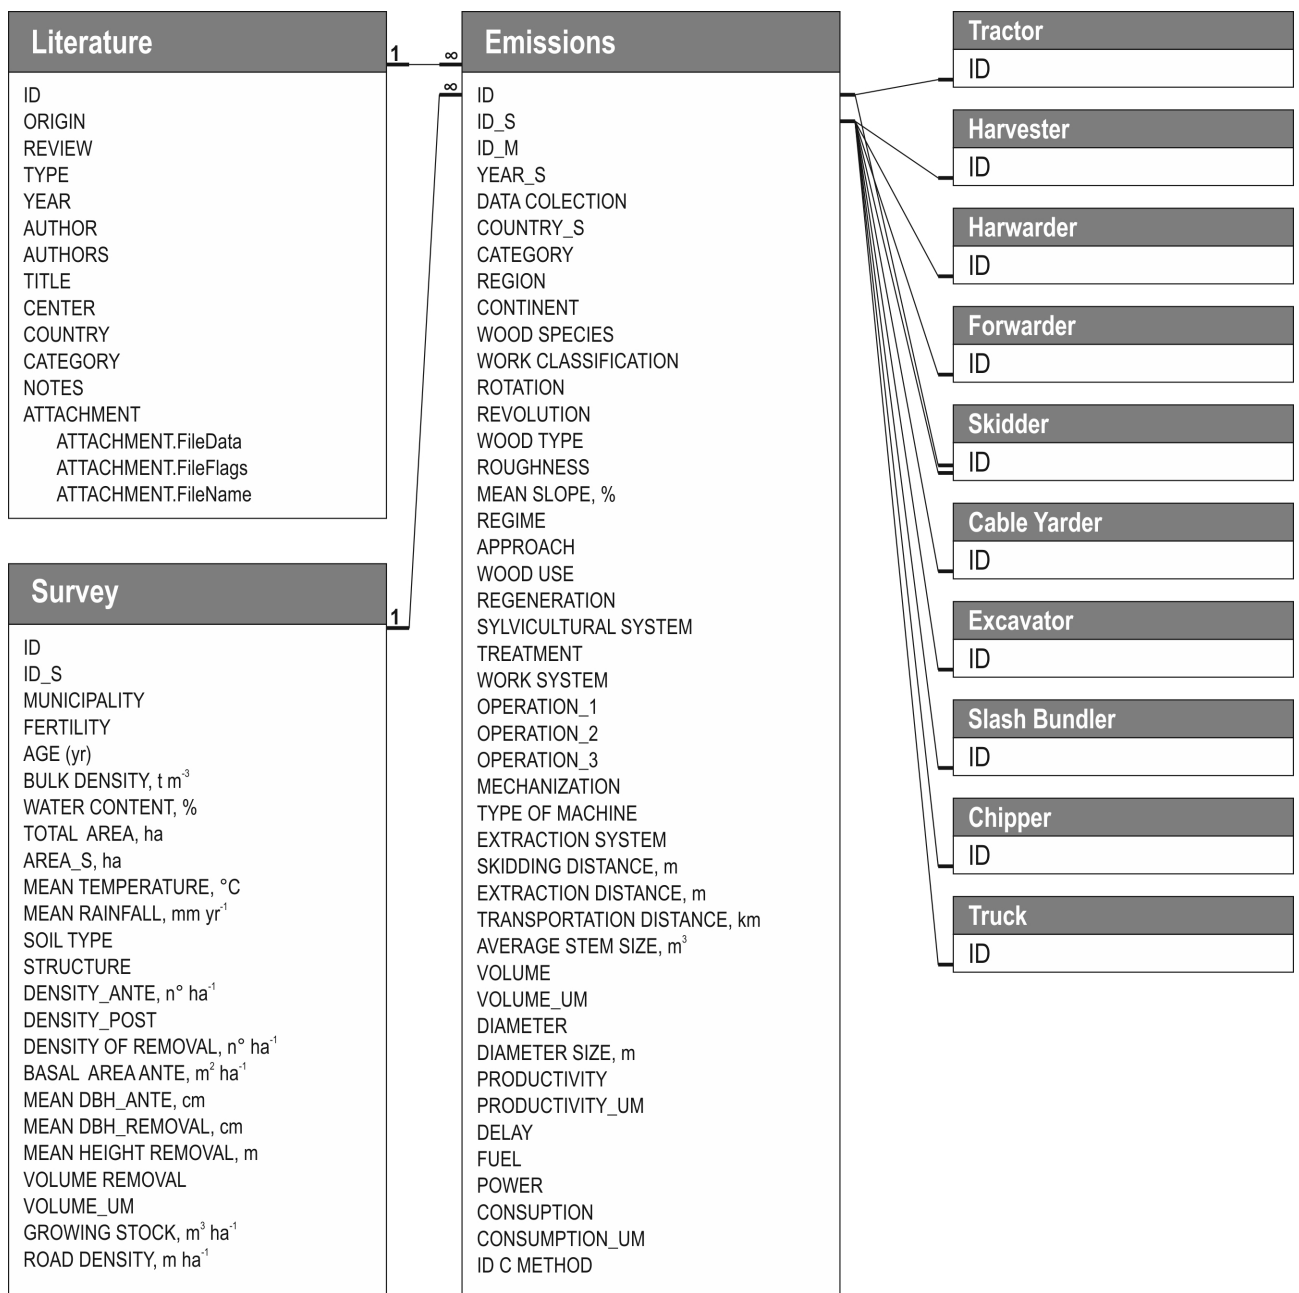 Literature
ID
ORIGIN
REVIEW
TYPE
YEAR
AUTHOR
AUTHORS
TITLE
CENTER
COUNTRY
CATEGORY
NOTES
ATTACHMENT
ATTACHMENT.FileData
ATTACHMENT.FileFlags
ATTACHMENT.FileName
1
∞
∞
Survey
ID
ID_S
MUNICIPALITY
FERTILITY
AGE (yr)
BULK DENSITY, t m⁻³
WATER CONTENT, %
TOTAL AREA, ha
AREA_S, ha
MEAN TEMPERATURE, °C
MEAN RAINFALL, mm yr⁻¹
SOIL TYPE
STRUCTURE
DENSITY_ANTE, n° ha⁻¹
DENSITY_POST
DENSITY OF REMOVAL, n° ha⁻¹
BASAL AREA ANTE, m² ha⁻¹
MEAN DBH_ANTE, cm
MEAN DBH_REMOVAL, cm
MEAN HEIGHT REMOVAL, m
VOLUME REMOVAL
VOLUME_UM
GROWING STOCK, m³ ha⁻¹
ROAD DENSITY, m ha⁻¹
1
Emissions
ID
ID_S
ID_M
YEAR_S
DATA COLECTION
COUNTRY_S
CATEGORY
REGION
CONTINENT
WOOD SPECIES
WORK CLASSIFICATION
ROTATION
REVOLUTION
WOOD TYPE
ROUGHNESS
MEAN SLOPE, %
REGIME
APPROACH
WOOD USE
REGENERATION
SYLVICULTURAL SYSTEM
TREATMENT
WORK SYSTEM
OPERATION_1
OPERATION_2
OPERATION_3
MECHANIZATION
TYPE OF MACHINE
EXTRACTION SYSTEM
SKIDDING DISTANCE, m
EXTRACTION DISTANCE, m
TRANSPORTATION DISTANCE, km
AVERAGE STEM SIZE, m³
VOLUME
VOLUME_UM
DIAMETER
DIAMETER SIZE, m
PRODUCTIVITY
PRODUCTIVITY_UM
DELAY
FUEL
POWER
CONSUPTION
CONSUMPTION_UM
ID C METHOD
Tractor
ID
Harvester
ID
Harwarder
ID
Forwarder
ID
Skidder
ID
Cable Yarder
ID
Excavator
ID
Slash Bundler
ID
Chipper
ID
Truck
ID